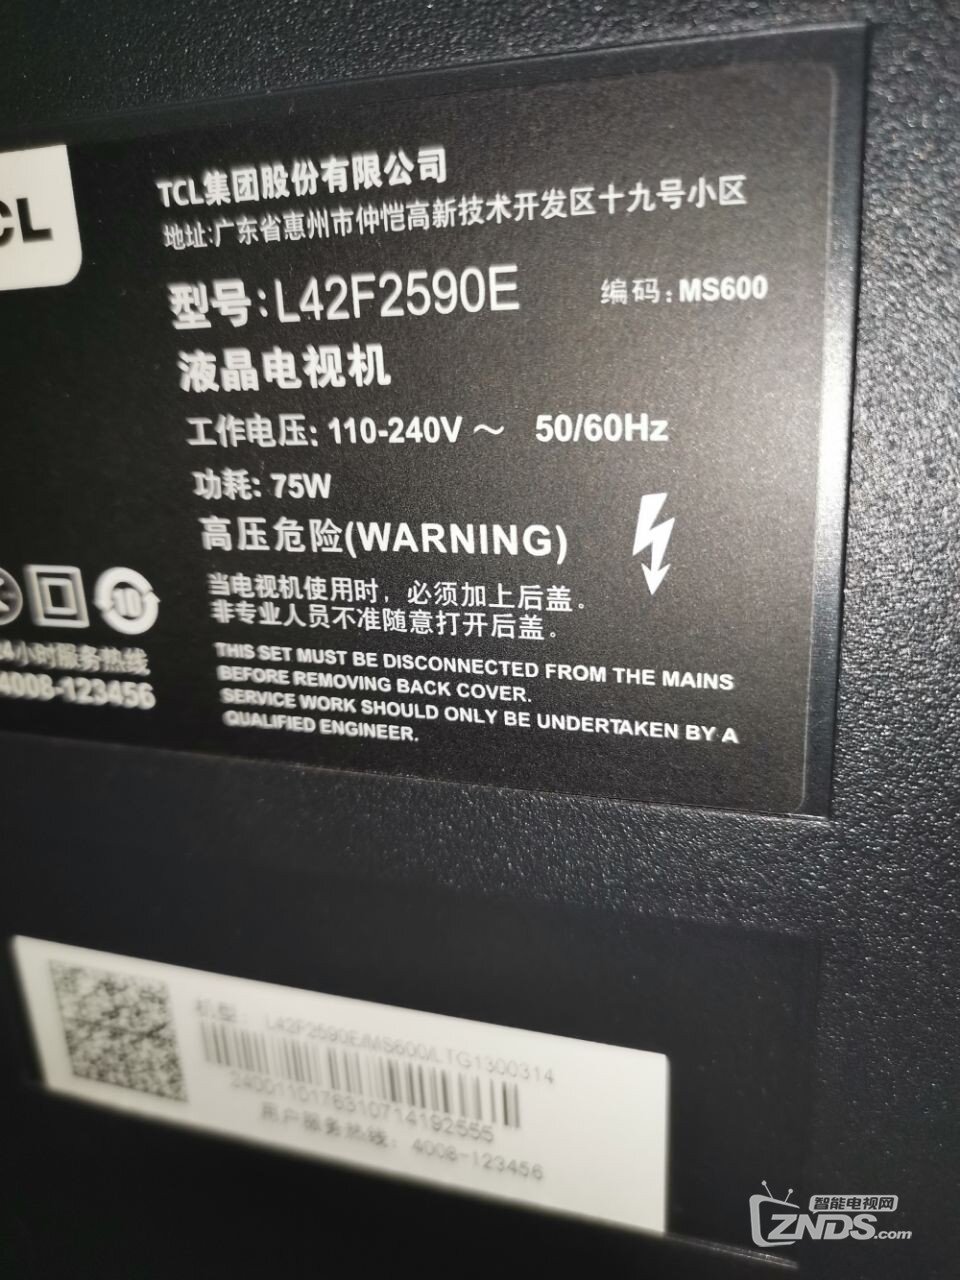 CL
TCL集团股份有限公司
地址:广东省惠州市仲恺高新技术开发区十九号小区
型号:L42F2590E 编码:MS600
液晶电视机
工作电压: 110-240V ～ 50/60Hz
功耗: 75W
高压危险(WARNING)
当电视机使用时，必须加上后盖。
非专业人员不准随意打开后盖。
THIS SET MUST BE DISCONNECTED FROM THE MAINS
BEFORE REMOVING BACK COVER.
SERVICE WORK SHOULD ONLY BE UNDERTAKEN BY A
QUALIFIED ENGINEER.
10
小时服务热线
4008-123456
机型: L42F2590E/MS600/LTG1300314
用户服务热线: 4008-123456
智能电视网
ZNDS.com